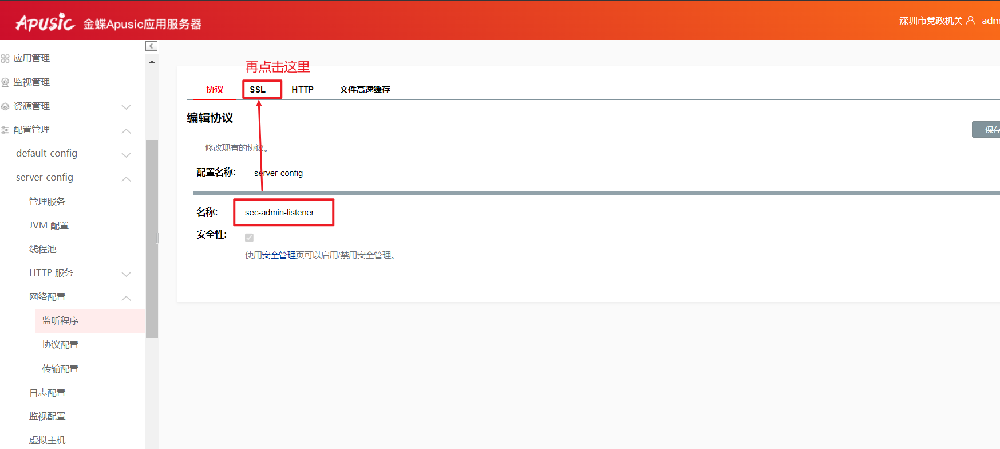 Apusic 金蝶Apusic应用服务器
深圳市党政机关 adm
应用管理
监视管理
资源管理
配置管理
default-config
server-config
管理服务
JVM 配置
线程池
HTTP 服务
网络配置
监听程序
协议配置
传输配置
日志配置
监视配置
虚拟主机
再点击这里
协议 SSL HTTP 文件高速缓存
编辑协议
保存
修改现有的协议。
配置名称: server-config
名称: sec-admin-listener
安全性:
使用安全管理页可以启用/禁用安全管理。